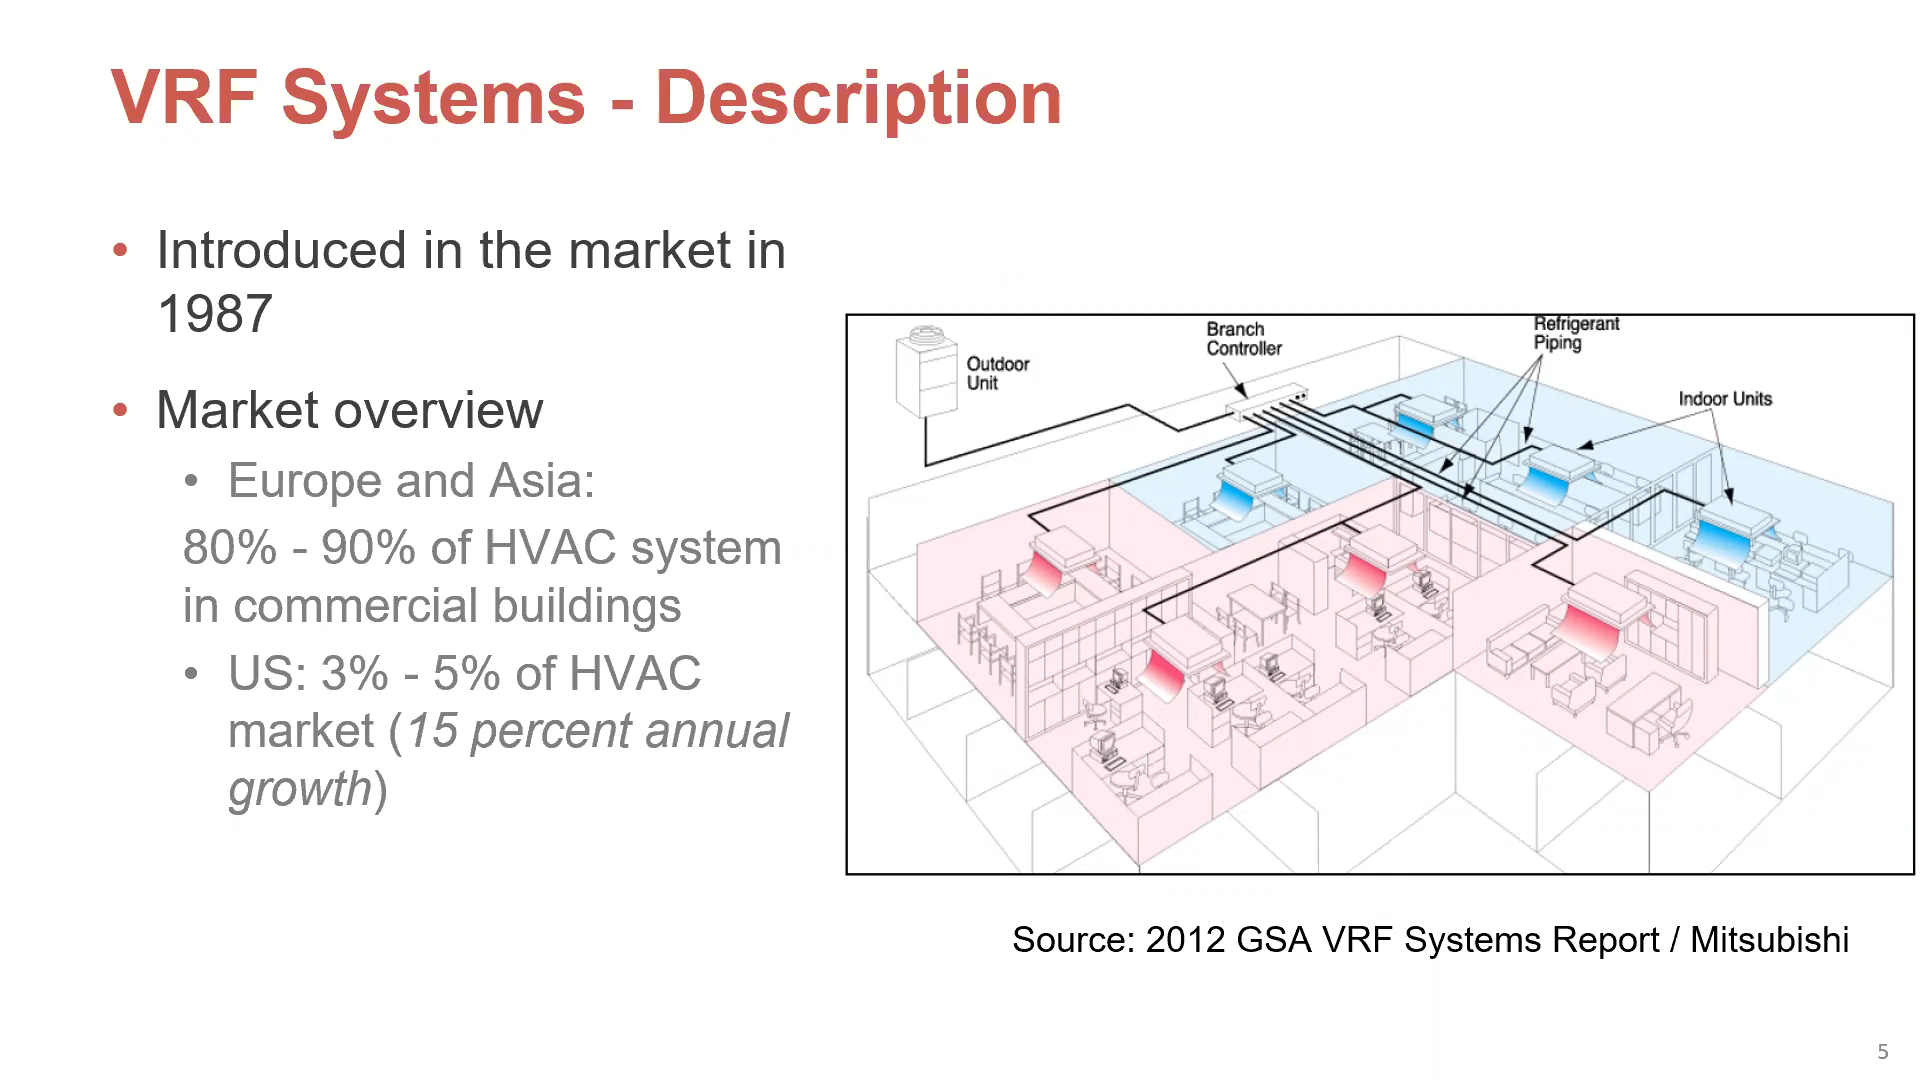 VRF Systems - Description
• Introduced in the market in
1987
• Market overview
• Europe and Asia:
80% - 90% of HVAC system
in commercial buildings
• US: 3% - 5% of HVAC
market (15 percent annual
growth)
Outdoor
Unit
Branch
Controller
Refrigerant
Piping
Indoor Units
Source: 2012 GSA VRF Systems Report / Mitsubishi
5